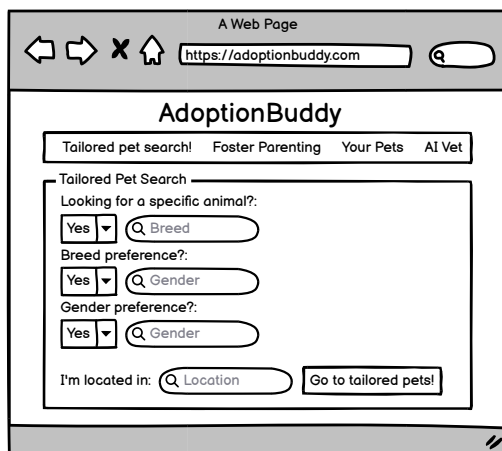 A Web Page
https://adoptionbuddy.com
AdoptionBuddy
Tailored pet search! Foster Parenting Your Pets AI Vet
Tailored Pet Search
Looking for a specific animal?:
Yes Breed
Breed preference?:
Yes Gender
Gender preference?:
Yes Gender
I'm located in: Location Go to tailored pets!